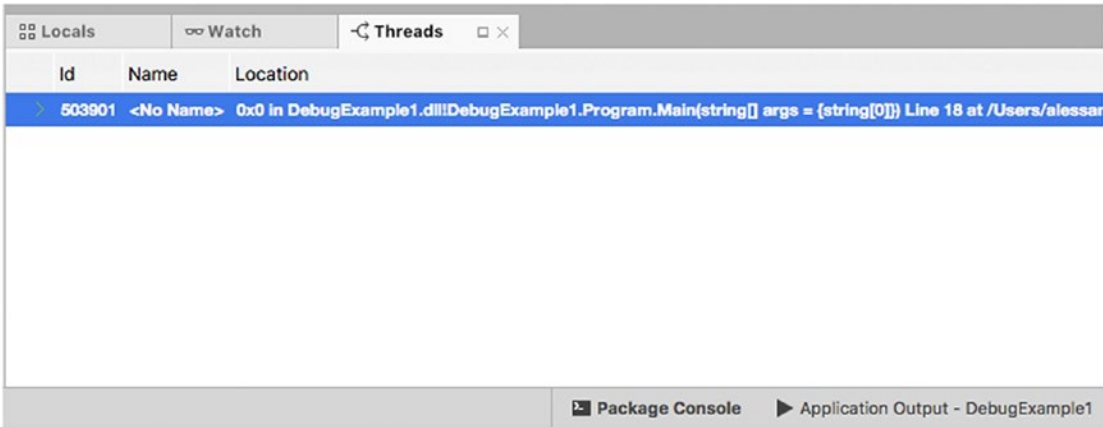 Locals Watch Threads
Id Name Location
503901 <No Name> 0x0 in DebugExample1.dll!DebugExample1.Program.Main(string[] args = {string[0]}) Line 18 at /Users/alessar
Package Console Application Output - DebugExample1